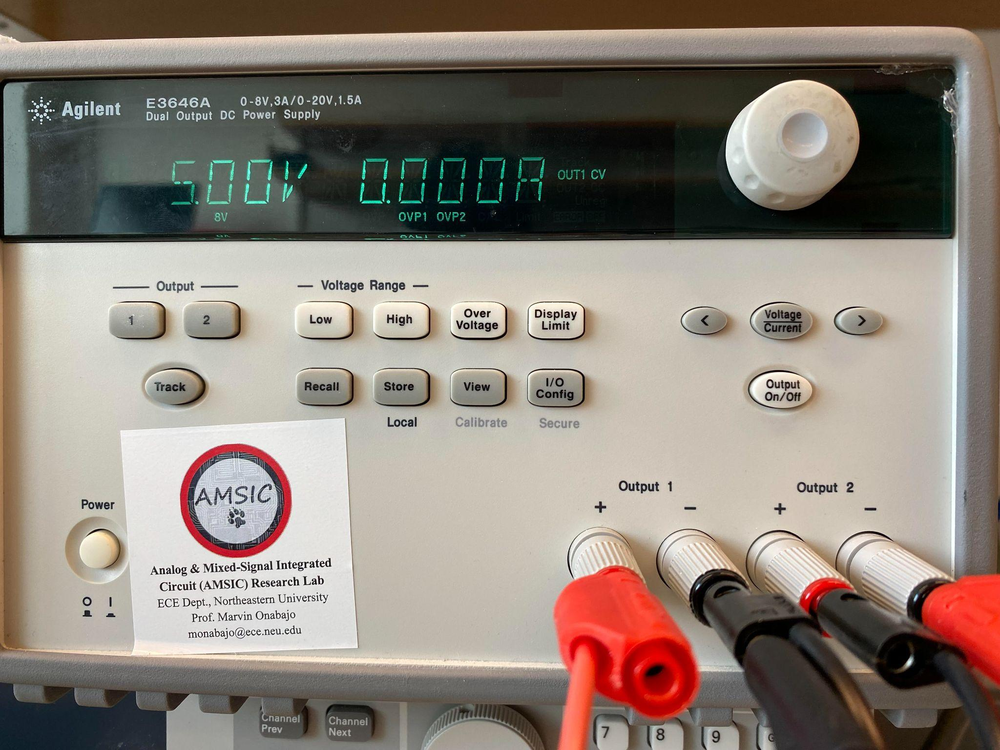 Agilent
E3646A 0-8V,3A/0-20V,1.5A
Dual Output DC Power Supply
5.00V 0.000A OUT1 CV
8V OVP1 OVP2
Output
Voltage Range
1 2 Low High Over Voltage Display Limit < Voltage Current >
Track Recall Store View I/O Config Output On/Off
Local Calibrate Secure
Output 1 Output 2
+ - + -
Power
O I
AMSIC
Analog & Mixed-Signal Integrated
Circuit (AMSIC) Research Lab
ECE Dept., Northeastern University
Prof. Marvin Onabajo
monabajo@ece.neu.edu
Channel Prev Channel Next 7 8 9